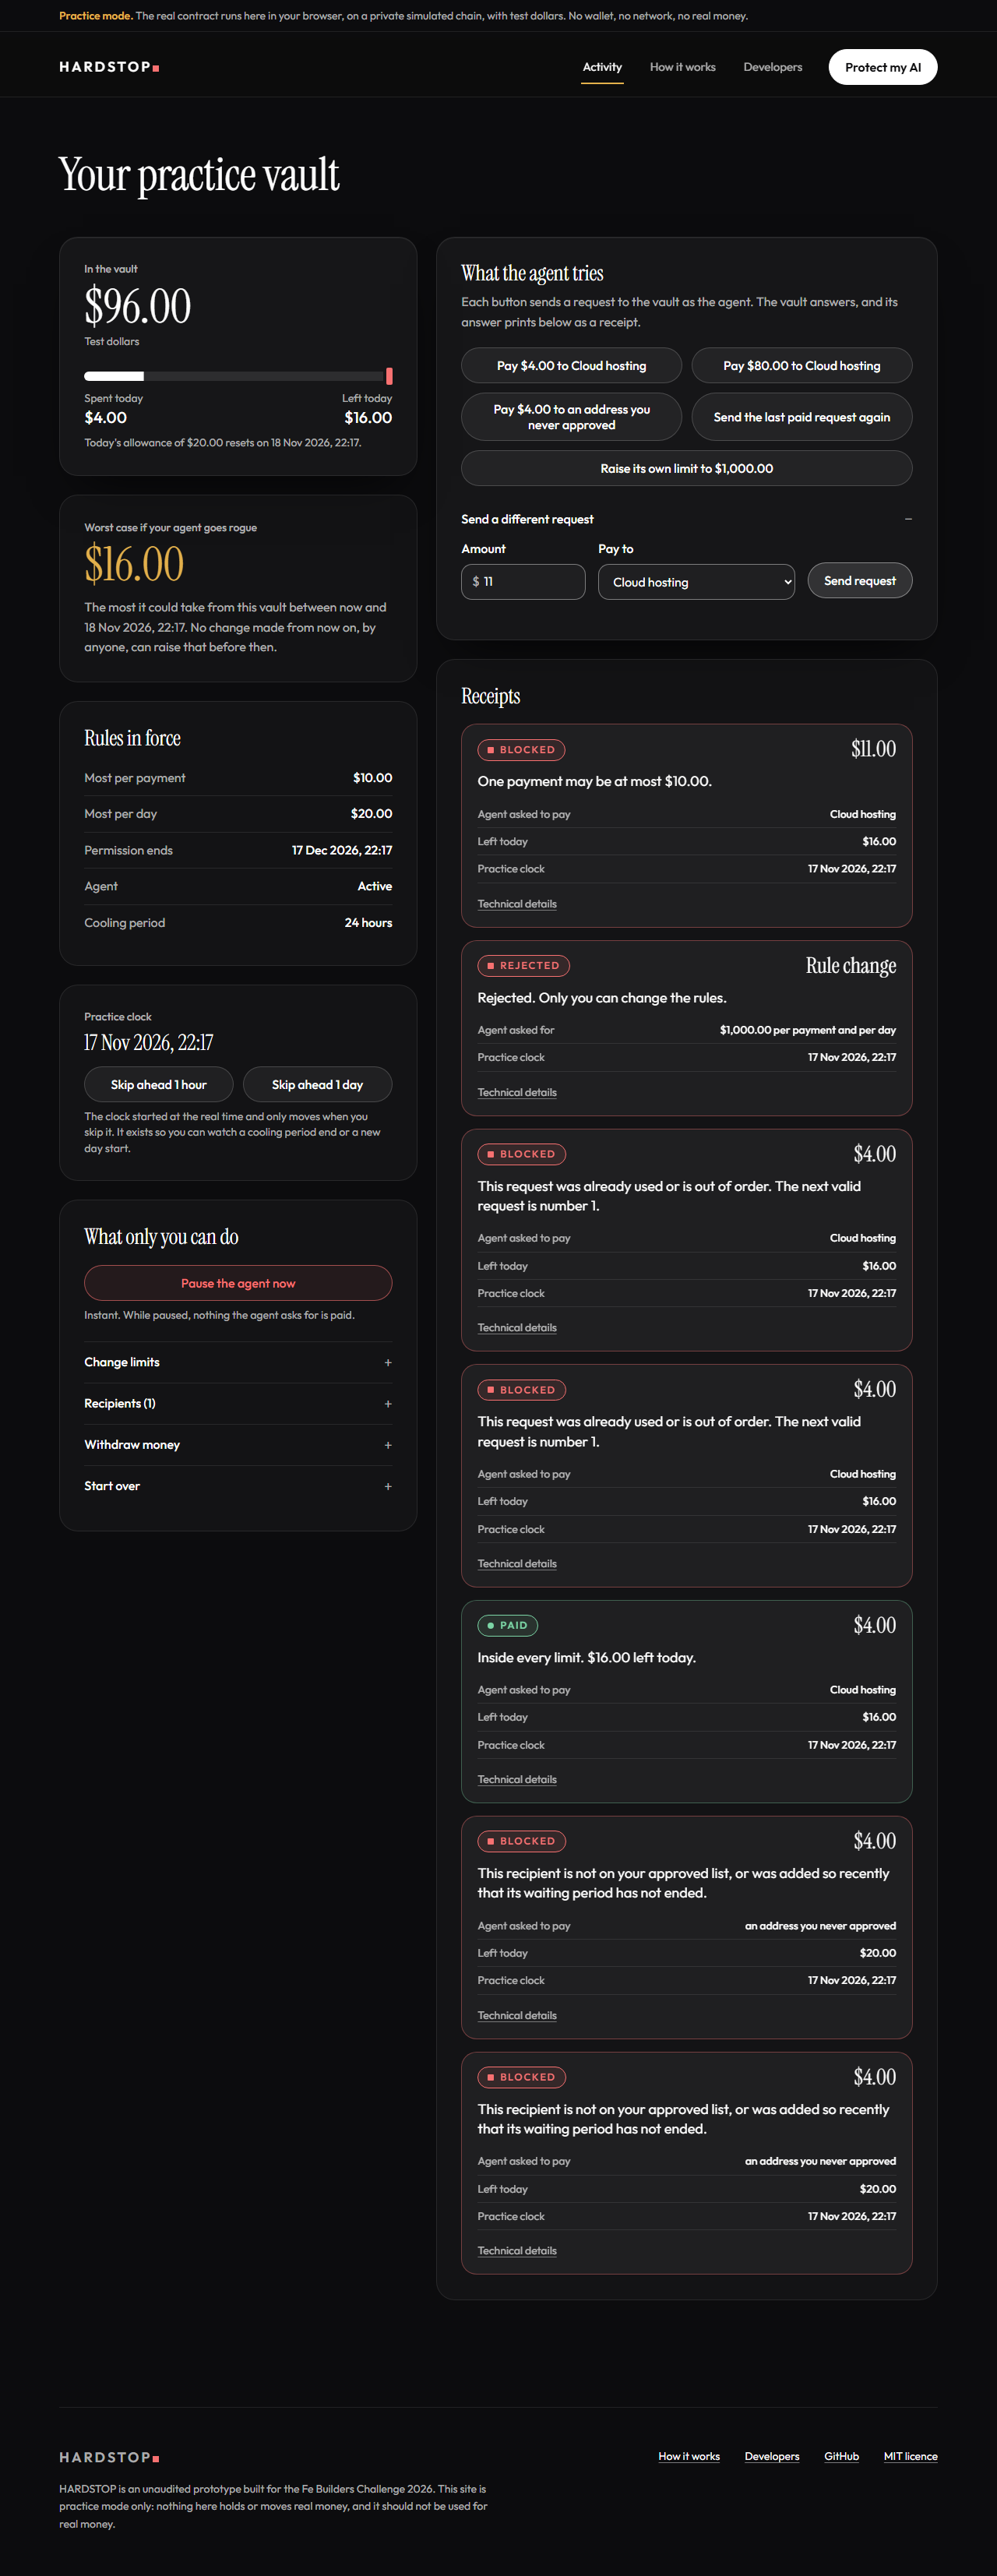 Practice mode. The real contract runs here in your browser, on a private simulated chain, with test dollars. No wallet, no network, no real money.
HARDSTOP
Activity
How it works
Developers
Protect my AI
Your practice vault
In the vault
$96.00
Test dollars
Spent today
Left today
$4.00
$16.00
Today's allowance of $20.00 resets on 18 Nov 2026, 22:17.
Worst case if your agent goes rogue
$16.00
The most it could take from this vault between now and
18 Nov 2026, 22:17. No change made from now on, by
anyone, can raise that before then.
Rules in force
Most per payment
$10.00
Most per day
$20.00
Permission ends
17 Dec 2026, 22:17
Agent
Active
Cooling period
24 hours
Practice clock
17 Nov 2026, 22:17
Skip ahead 1 hour
Skip ahead 1 day
The clock started at the real time and only moves when you
skip it. It exists so you can watch a cooling period end or a new
day start.
What only you can do
Pause the agent now
Instant. While paused, nothing the agent asks for is paid.
Change limits
+
Recipients (1)
+
Withdraw money
+
Start over
+
What the agent tries
Each button sends a request to the vault as the agent. The vault answers, and its
answer prints below as a receipt.
Pay $4.00 to Cloud hosting
Pay $80.00 to Cloud hosting
Pay $4.00 to an address you
never approved
Send the last paid request again
Raise its own limit to $1,000.00
Send a different request
−
Amount
Pay to
$ 11
Cloud hosting
Send request
Receipts
BLOCKED
$11.00
One payment may be at most $10.00.
Agent asked to pay
Cloud hosting
Left today
$16.00
Practice clock
17 Nov 2026, 22:17
Technical details
REJECTED
Rule change
Rejected. Only you can change the rules.
Agent asked for
$1,000.00 per payment and per day
Practice clock
17 Nov 2026, 22:17
Technical details
BLOCKED
$4.00
This request was already used or is out of order. The next valid
request is number 1.
Agent asked to pay
Cloud hosting
Left today
$16.00
Practice clock
17 Nov 2026, 22:17
Technical details
BLOCKED
$4.00
This request was already used or is out of order. The next valid
request is number 1.
Agent asked to pay
Cloud hosting
Left today
$16.00
Practice clock
17 Nov 2026, 22:17
Technical details
PAID
$4.00
Inside every limit. $16.00 left today.
Agent asked to pay
Cloud hosting
Left today
$16.00
Practice clock
17 Nov 2026, 22:17
Technical details
BLOCKED
$4.00
This recipient is not on your approved list, or was added so recently
that its waiting period has not ended.
Agent asked to pay
an address you never approved
Left today
$20.00
Practice clock
17 Nov 2026, 22:17
Technical details
BLOCKED
$4.00
This recipient is not on your approved list, or was added so recently
that its waiting period has not ended.
Agent asked to pay
an address you never approved
Left today
$20.00
Practice clock
17 Nov 2026, 22:17
Technical details
HARDSTOP
How it works
Developers
GitHub
MIT licence
HARDSTOP is an unaudited prototype built for the Fe Builders Challenge 2026. This site is
practice mode only: nothing here holds or moves real money, and it should not be used for
real money.